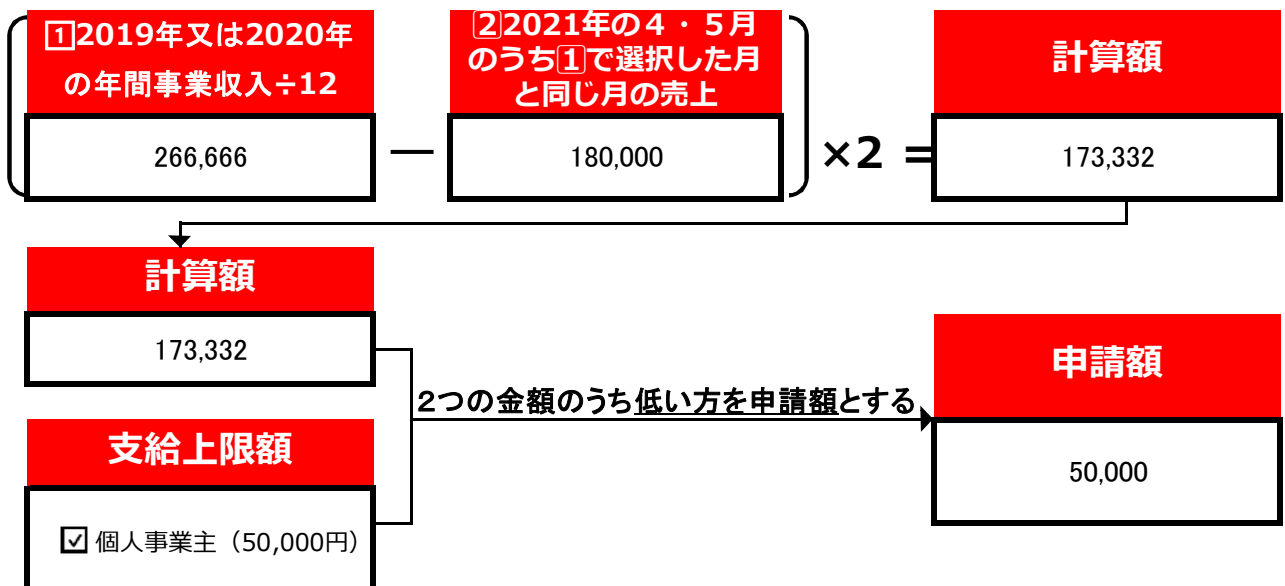 1 2019年又は2020年
の年間事業収入÷12
266,666
―
2 2021年の４・５月
のうち1で選択した月
と同じ月の売上
180,000
×2 =
計算額
173,332
計算額
173,332
支給上限額
☑ 個人事業主（50,000円）
2つの金額のうち低い方を申請額とする
申請額
50,000